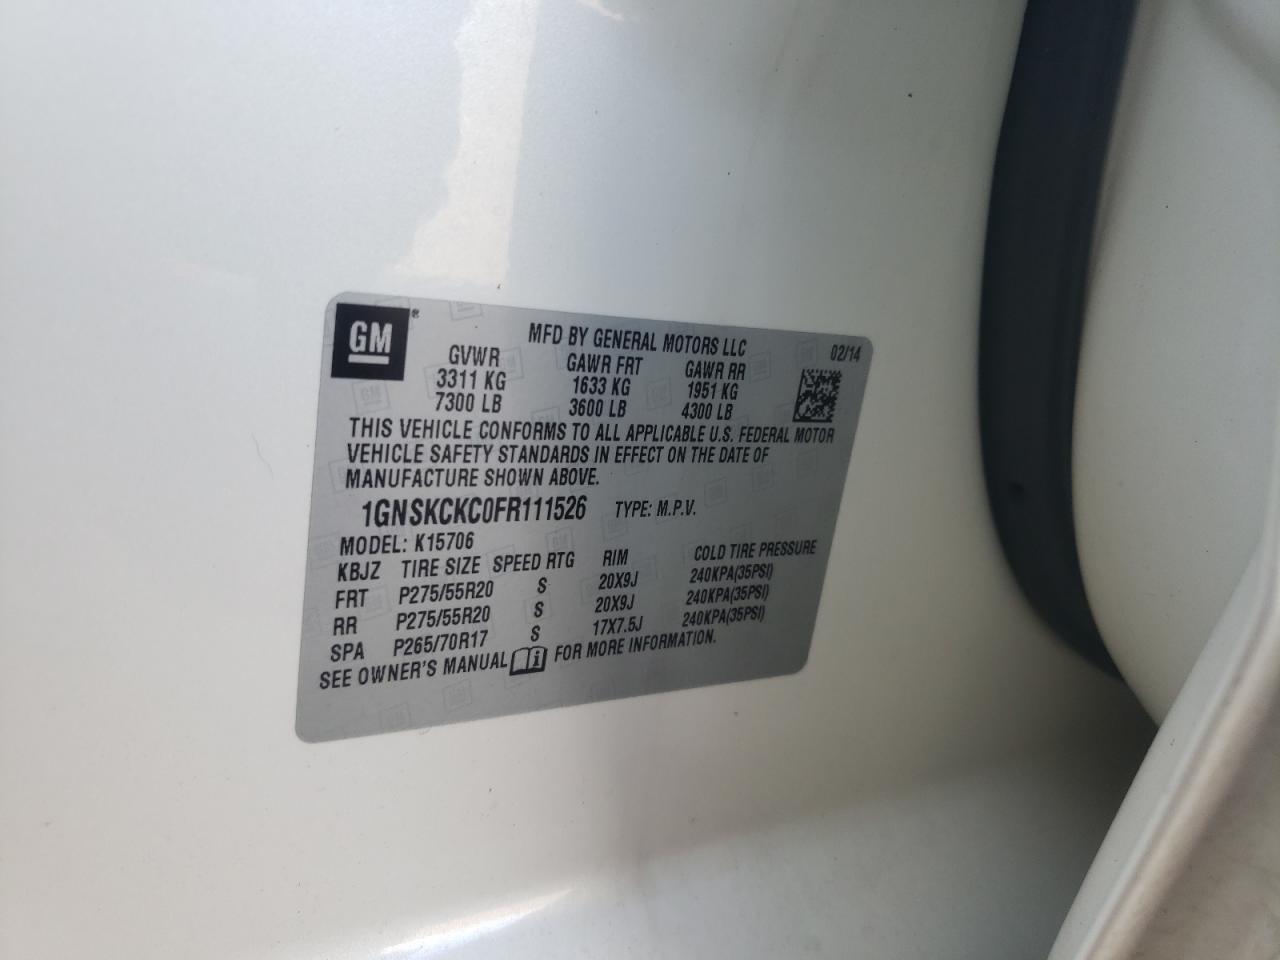 GM ®
MFD BY GENERAL MOTORS LLC 02/14
GVWR GAWR FRT GAWR RR
3311 KG 1633 KG 1951 KG
7300 LB 3600 LB 4300 LB
THIS VEHICLE CONFORMS TO ALL APPLICABLE U.S. FEDERAL MOTOR
VEHICLE SAFETY STANDARDS IN EFFECT ON THE DATE OF
MANUFACTURE SHOWN ABOVE.
1GNSKCKC0FR111526 TYPE: M.P.V.
MODEL: K15706
KBJZ TIRE SIZE SPEED RTG RIM COLD TIRE PRESSURE
FRT P275/55R20 S 20X9J 240KPA(35PSI)
RR P275/55R20 S 20X9J 240KPA(35PSI)
SPA P265/70R17 S 17X7.5J 240KPA(35PSI)
SEE OWNER'S MANUAL i FOR MORE INFORMATION.